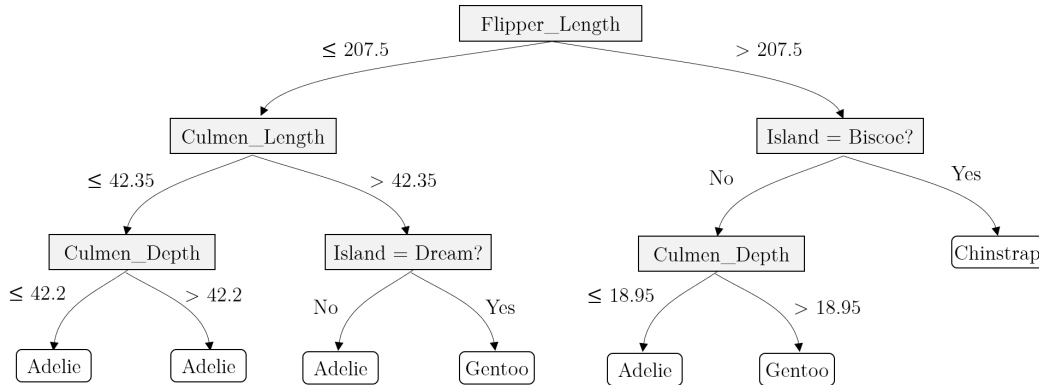 Flipper_Length
≤ 207.5
> 207.5
Culmen_Length
Island = Biscoe?
≤ 42.35
> 42.35
No
Yes
Culmen_Depth
Island = Dream?
Culmen_Depth
Chinstrap
≤ 42.2
> 42.2
No
Yes
≤ 18.95
> 18.95
Adelie
Adelie
Adelie
Gentoo
Adelie
Gentoo